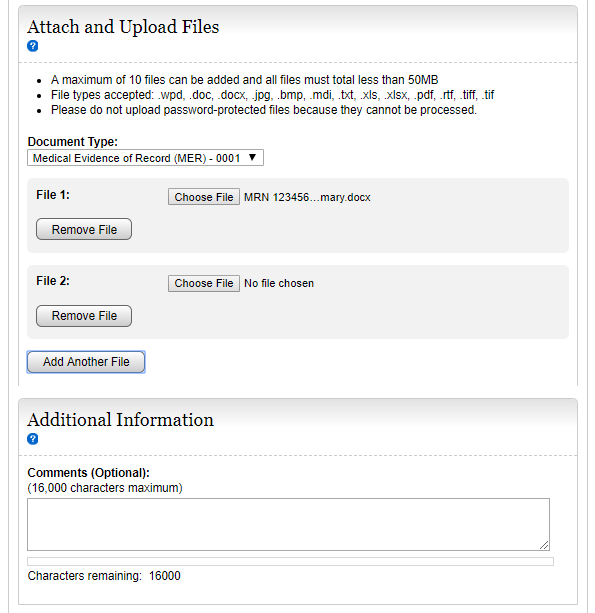 Attach and Upload Files
?
A maximum of 10 files can be added and all files must total less than 50MB
File types accepted: .wpd, .doc, .docx, .jpg, .bmp, .mdi, .txt, .xls, .xlsx, .pdf, .rtf, .tiff, .tif
Please do not upload password-protected files because they cannot be processed.
Document Type:
Medical Evidence of Record (MER) - 0001
File 1: Choose File MRN 123456...mary.docx
Remove File
File 2: Choose File No file chosen
Remove File
Add Another File
Additional Information
?
Comments (Optional):
(16,000 characters maximum)
Characters remaining: 16000